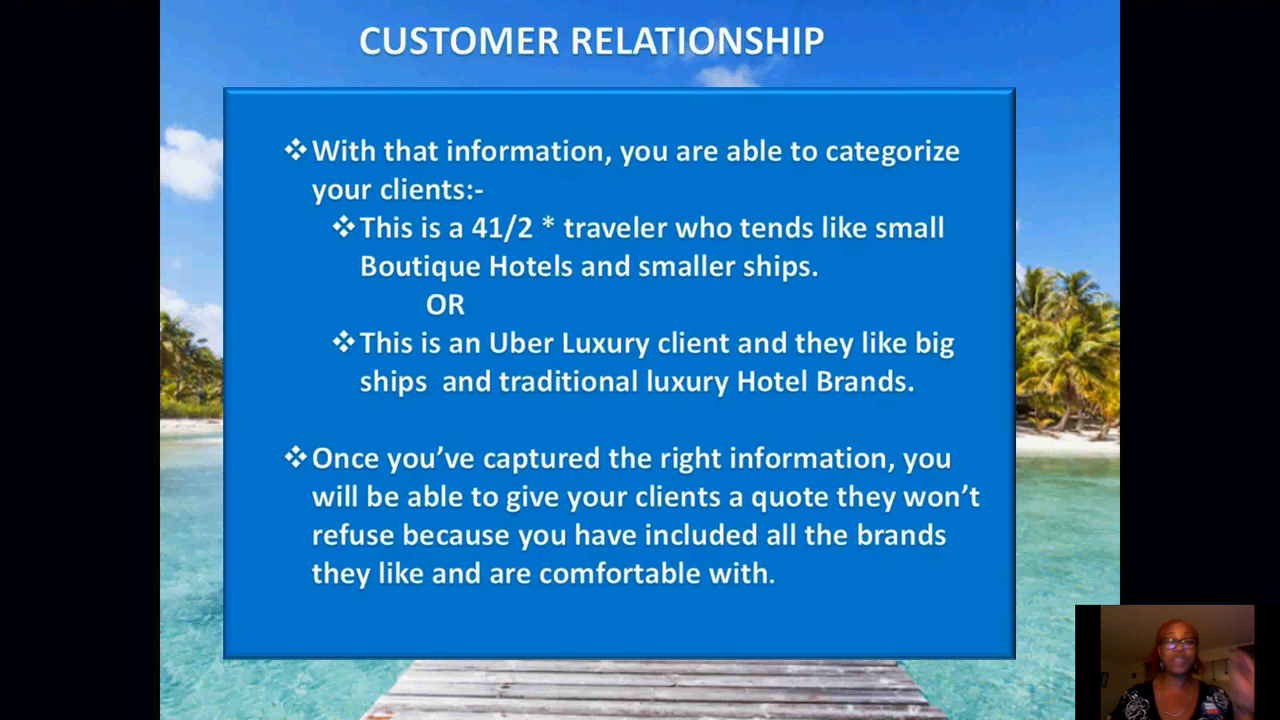 CUSTOMER RELATIONSHIP
❖With that information, you are able to categorize
your clients:-
❖This is a 41/2 * traveler who tends like small
Boutique Hotels and smaller ships.
OR
❖This is an Uber Luxury client and they like big
ships and traditional luxury Hotel Brands.
❖Once you’ve captured the right information, you
will be able to give your clients a quote they won’t
refuse because you have included all the brands
they like and are comfortable with.